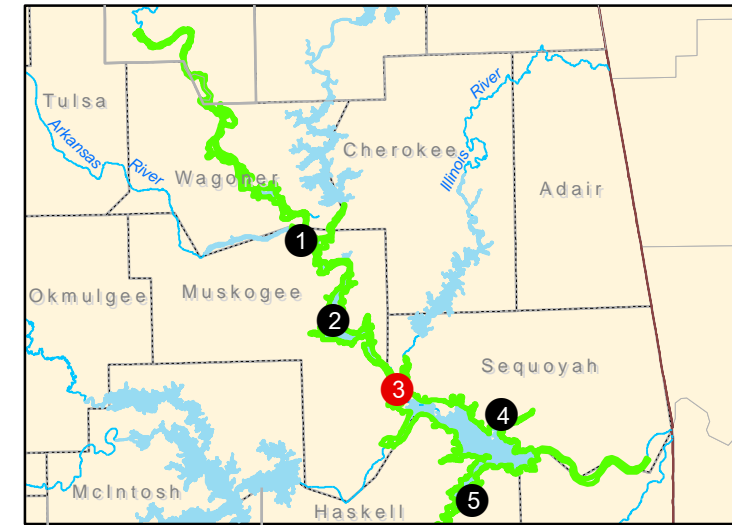 Tulsa
Arkansas
River
Wagoner
Cherokee
Illinois
River
Adair
1
Okmulgee
Muskogee
2
Sequoyah
3
4
McIntosh
Haskell
5